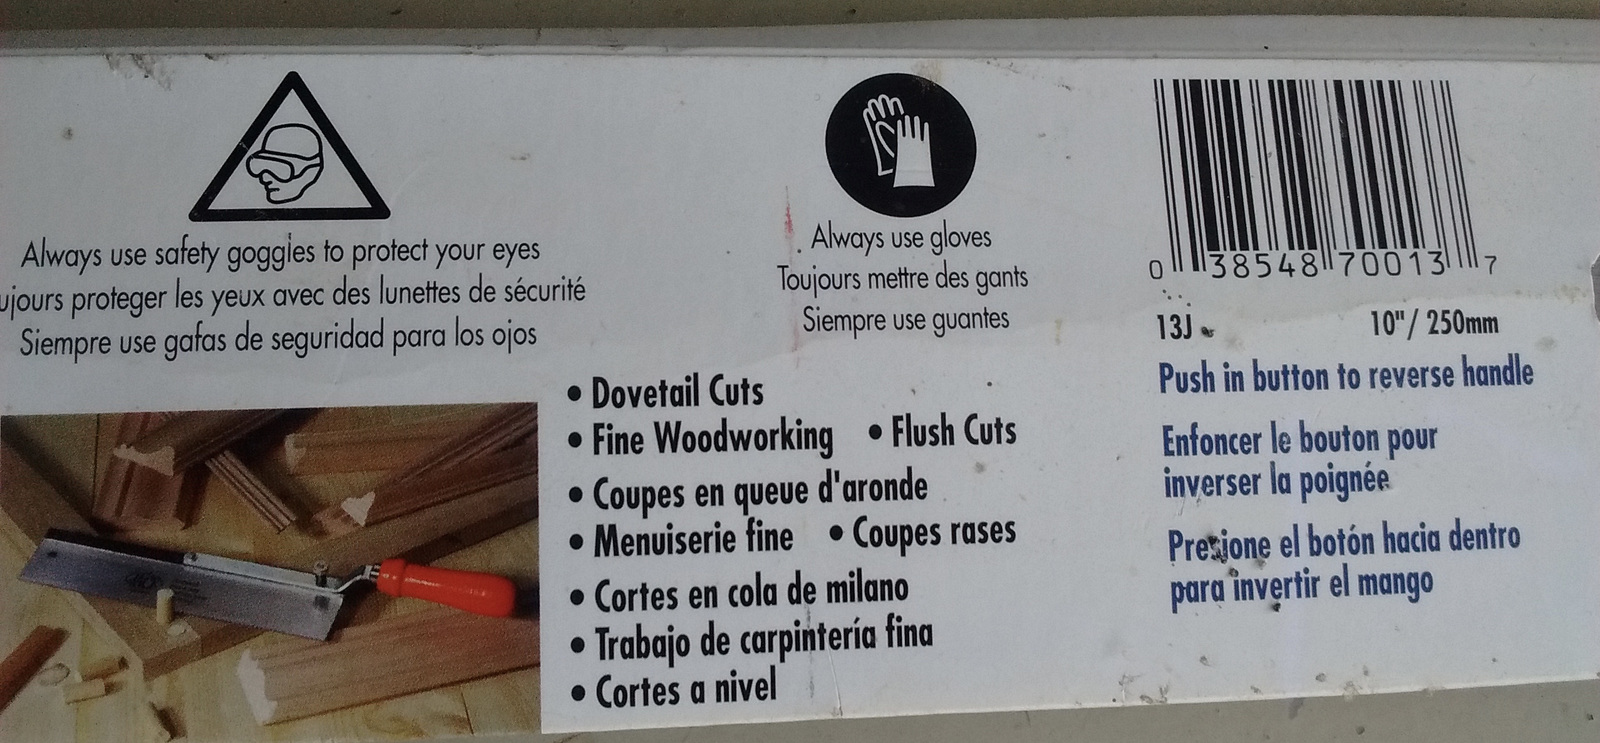 Always use safety goggles to protect your eyes
ujours proteger les yeux avec des lunettes de sécurité
Siempre use gafas de seguridad para los ojos
Always use gloves
Toujours mettre des gants
Siempre use guantes
0 38548 70013 7
13J 10"/ 250mm
Push in button to reverse handle
Enfoncer le bouton pour
inverser la poignée
Presione el botón hacia dentro
para invertir el mango
• Dovetail Cuts
• Fine Woodworking • Flush Cuts
• Coupes en queue d'aronde
• Menuiserie fine • Coupes rases
• Cortes en cola de milano
• Trabajo de carpintería fina
• Cortes a nivel